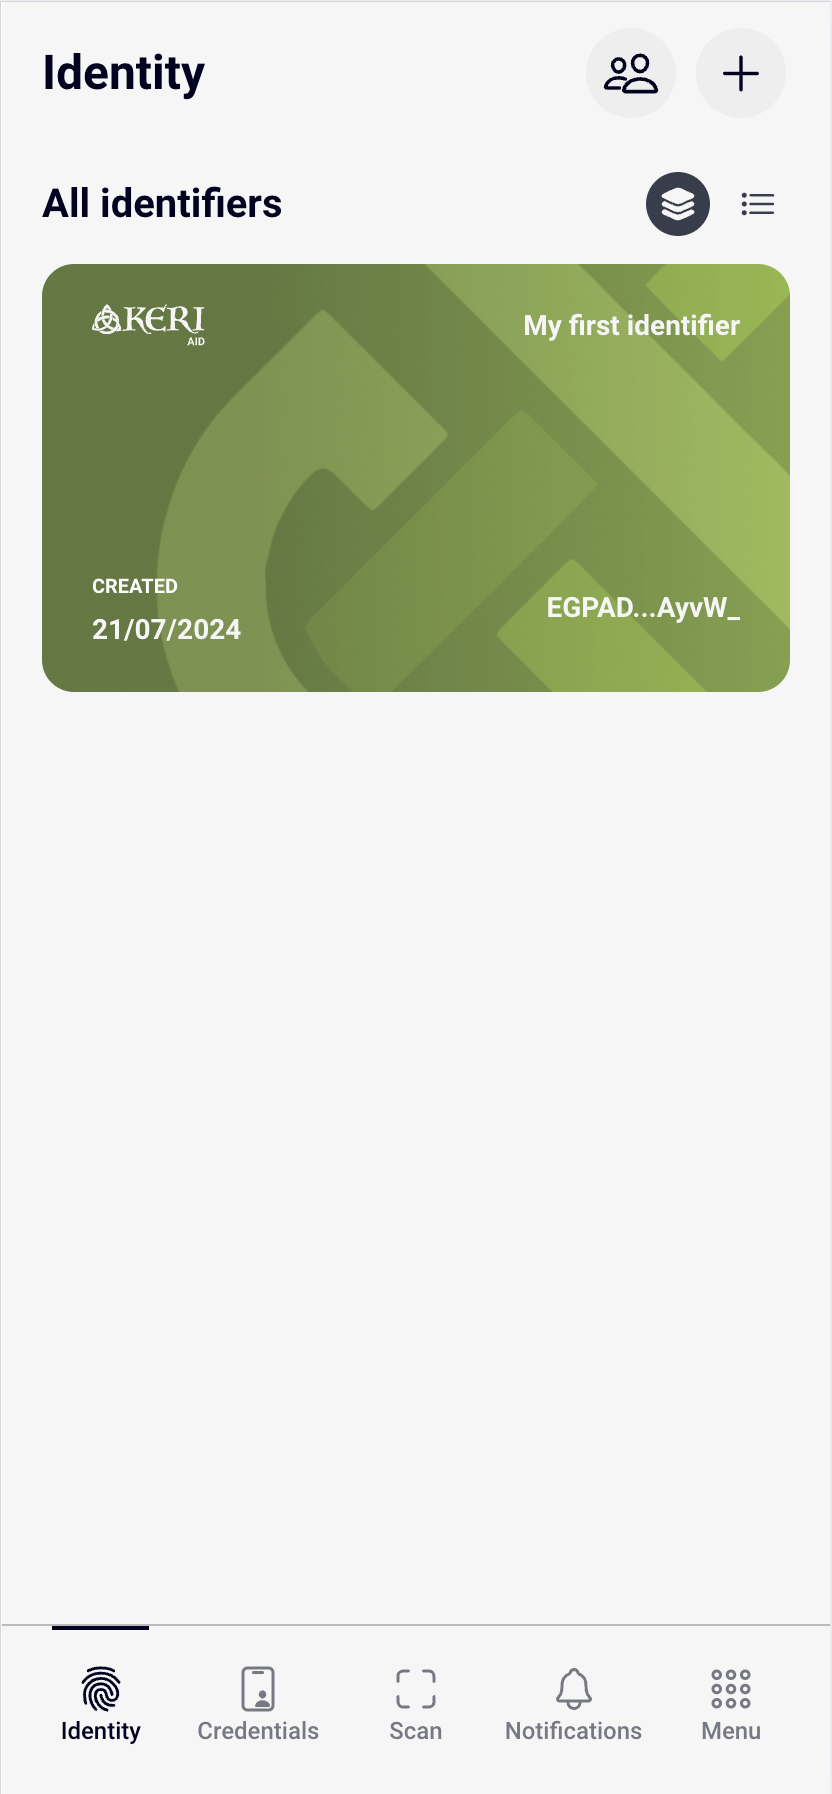 Identity
All identifiers
KERI
AID
My first identifier
CREATED
21/07/2024
EGPAD...AyvW_
Identity
Credentials
Scan
Notifications
Menu